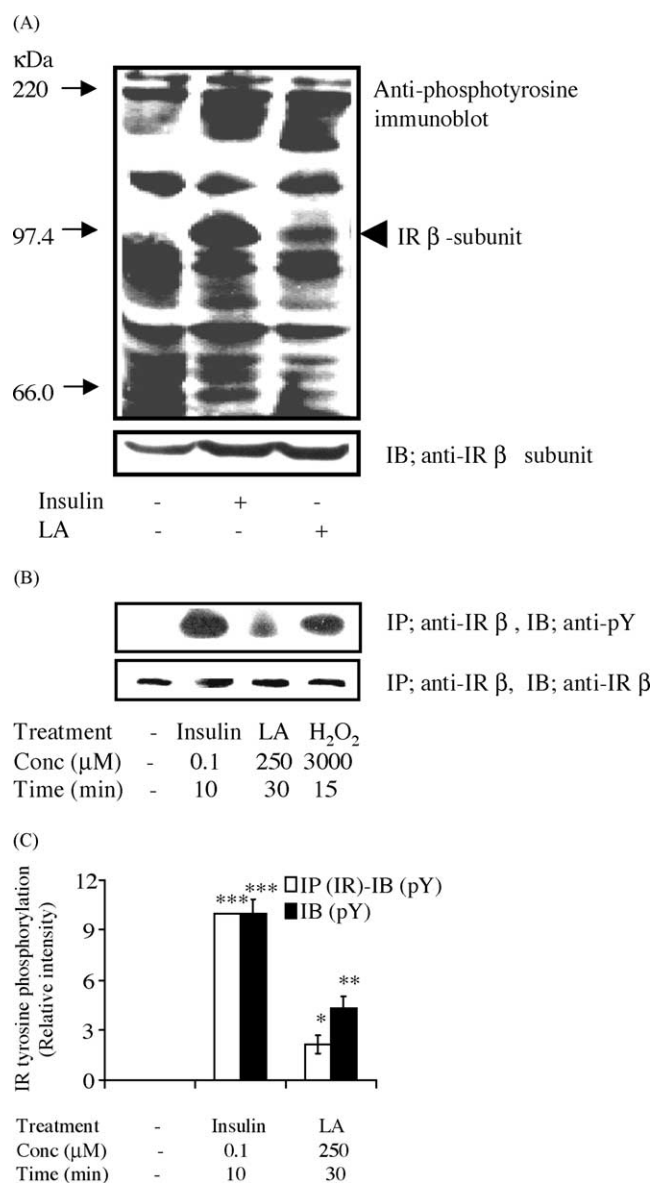 (A)
κDa
220
Anti-phosphotyrosine
immunoblot
97.4
IR β -subunit
66.0
IB; anti-IR β subunit
Insulin - + -
LA - - +
(B)
IP; anti-IR β , IB; anti-pY
IP; anti-IR β, IB; anti-IR β
Treatment - Insulin LA H₂O₂
Conc (μM) - 0.1 250 3000
Time (min) - 10 30 15
(C)
IR tyrosine phosphorylation
(Relative intensity)
12
9
6
3
0
*** ***
* **
IP (IR)-IB (pY)
IB (pY)
Treatment - Insulin LA
Conc (μM) - 0.1 250
Time (min) - 10 30